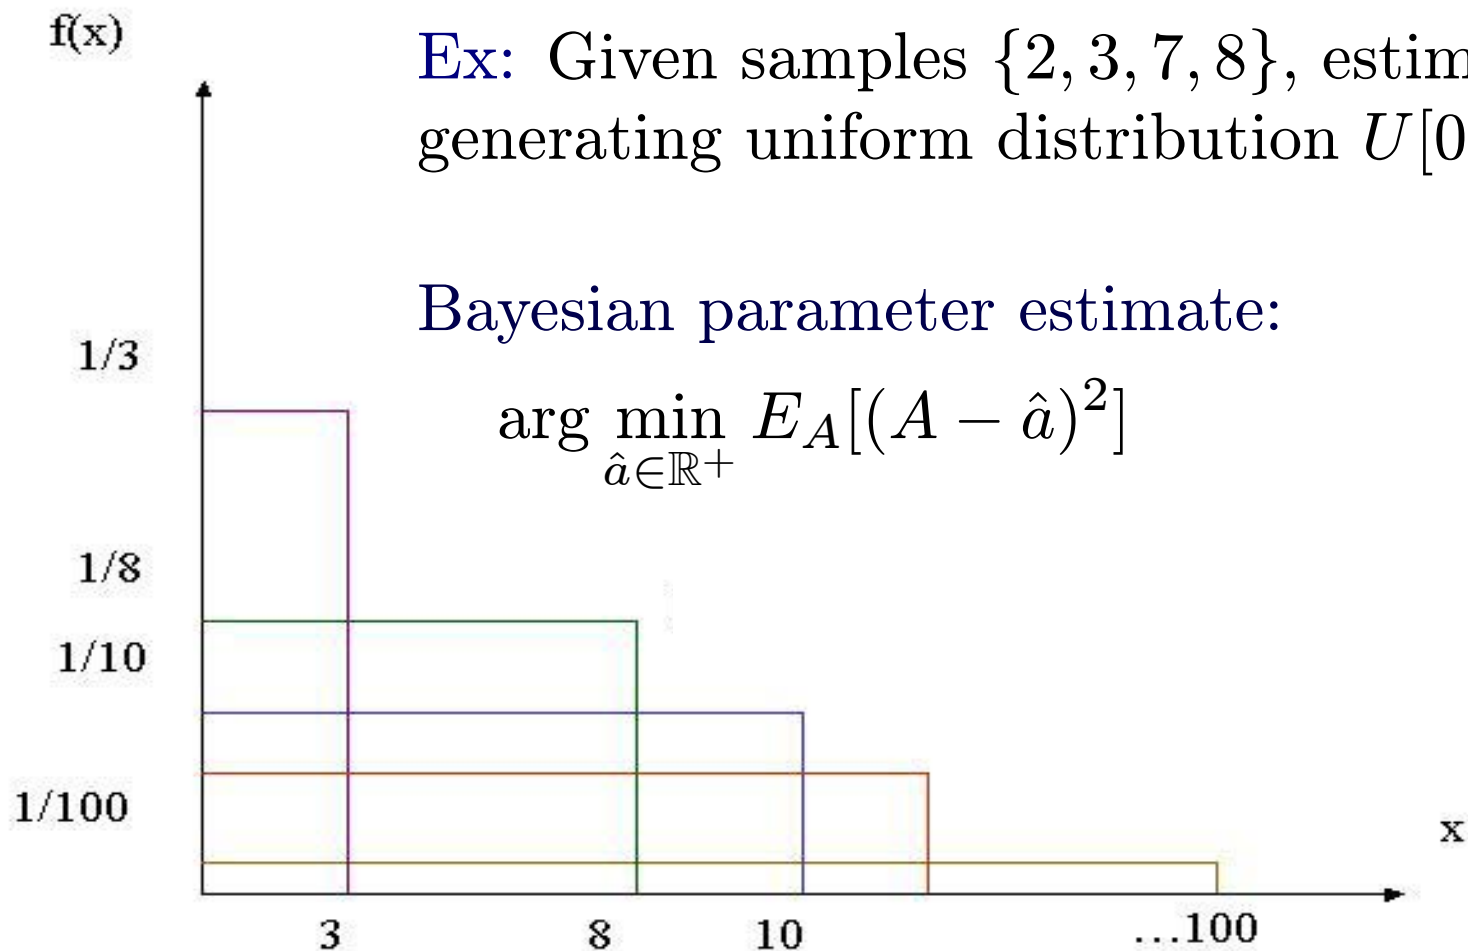 f(x)
Ex: Given samples {2, 3, 7, 8}, estim
generating uniform distribution U[0
Bayesian parameter estimate:
arg min E_A[(A − â)²]
â∈ℝ⁺
1/3
1/8
1/10
1/100
x
3 8 10 ...100